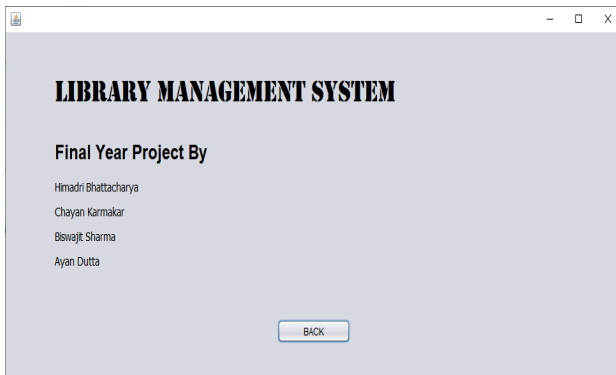 LIBRARY MANAGEMENT SYSTEM
Final Year Project By
Himadri Bhattacharya
Chayan Karmakar
Biswajit Sharma
Ayan Dutta
BACK